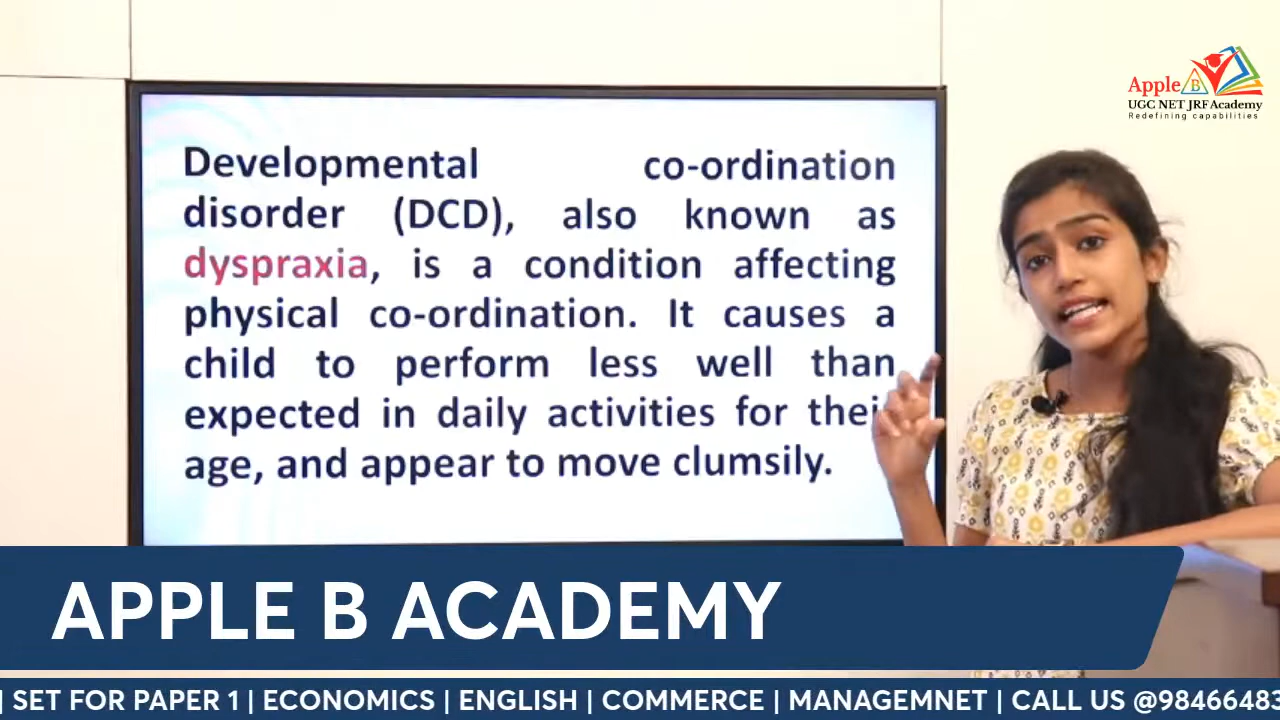 Apple B
UGC NET JRF Academy
Redefining capabilities
Developmental co-ordination
disorder (DCD), also known as
dyspraxia, is a condition affecting
physical co-ordination. It causes a
child to perform less well than
expected in daily activities for thei
age, and appear to move clumsily.
APPLE B ACADEMY
| SET FOR PAPER 1 | ECONOMICS | ENGLISH | COMMERCE | MANAGEMNET | CALL US @98466483